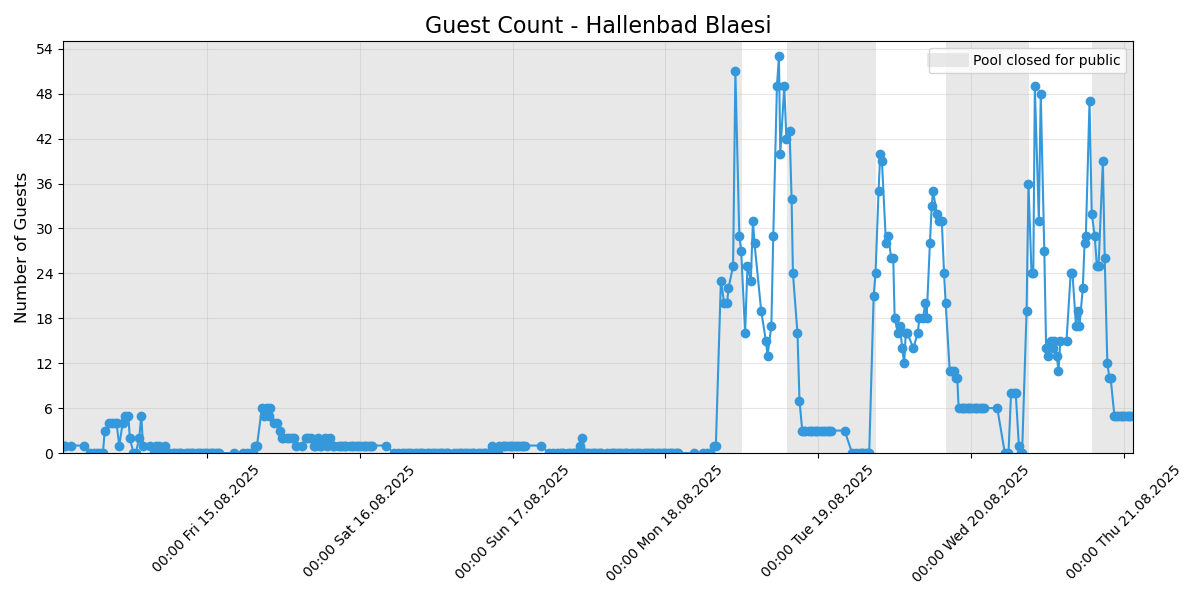 Guest Count - Hallenbad Blaesi
Pool closed for public
Number of Guests
54
48
42
36
30
24
18
12
6
0
00:00 Fri 15.08.2025
00:00 Sat 16.08.2025
00:00 Sun 17.08.2025
00:00 Mon 18.08.2025
00:00 Tue 19.08.2025
00:00 Wed 20.08.2025
00:00 Thu 21.08.2025